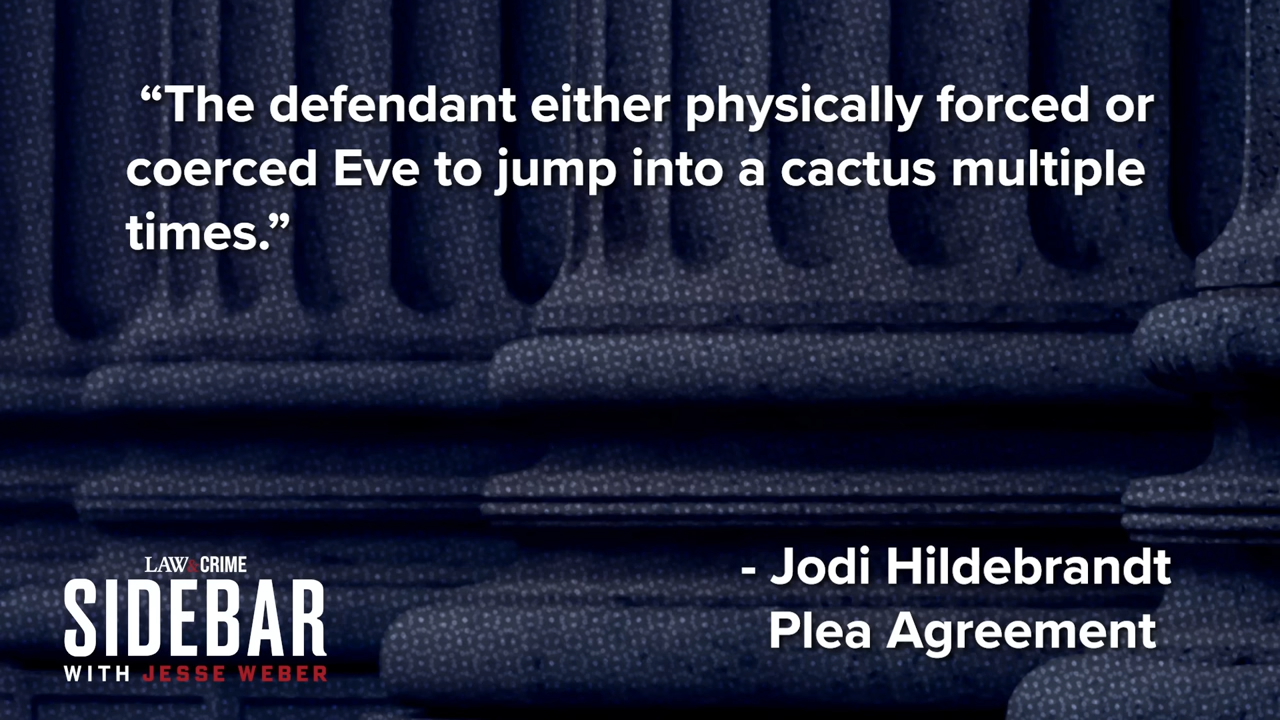 “The defendant either physically forced or
coerced Eve to jump into a cactus multiple
times.”
- Jodi Hildebrandt
Plea Agreement
LAW & CRIME
SIDEBAR
WITH JESSE WEBER